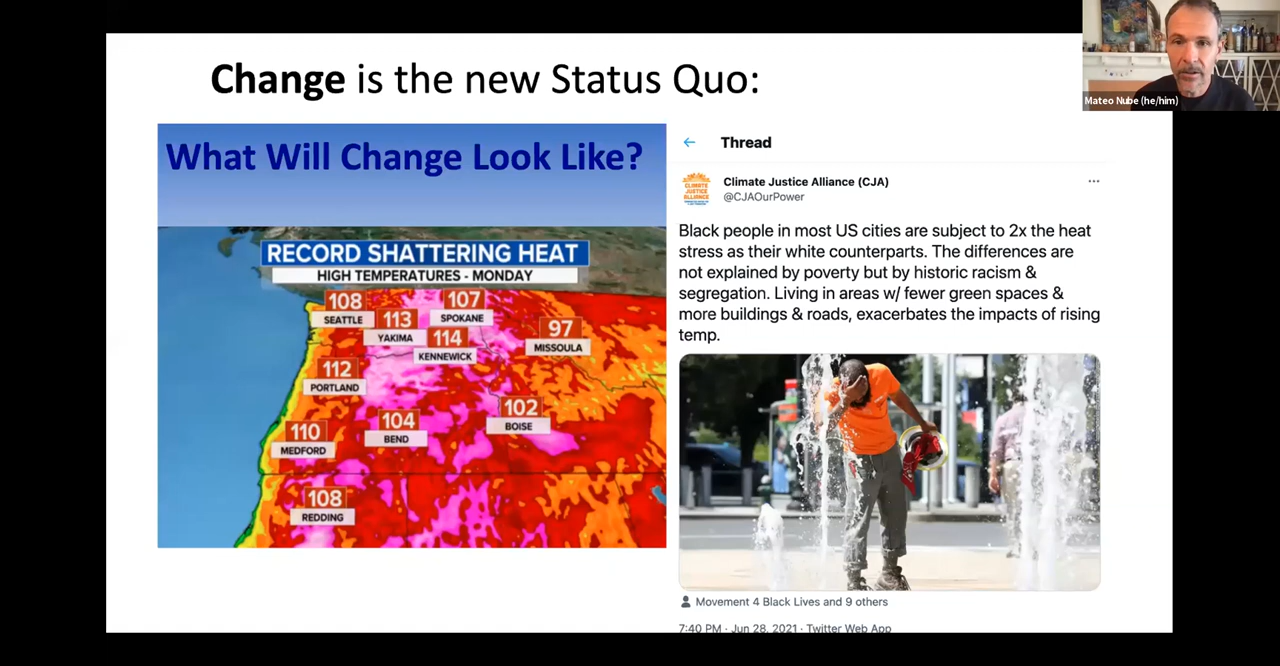 Change is the new Status Quo:
Mateo Nube (he/him)
What Will Change Look Like?
RECORD SHATTERING HEAT
HIGH TEMPERATURES - MONDAY
108
SEATTLE
113
YAKIMA
107
SPOKANE
114
KENNEWICK
97
MISSOULA
112
PORTLAND
104
BEND
102
BOISE
110
MEDFORD
108
REDDING
Thread
CLIMATE
JUSTICE
ALLIANCE
Climate Justice Alliance (CJA)
@CJAOurPower
Black people in most US cities are subject to 2x the heat
stress as their white counterparts. The differences are
not explained by poverty but by historic racism &
segregation. Living in areas w/ fewer green spaces &
more buildings & roads, exacerbates the impacts of rising
temp.
Movement 4 Black Lives and 9 others
7:40 PM · Jun 28, 2021 · Twitter Web App